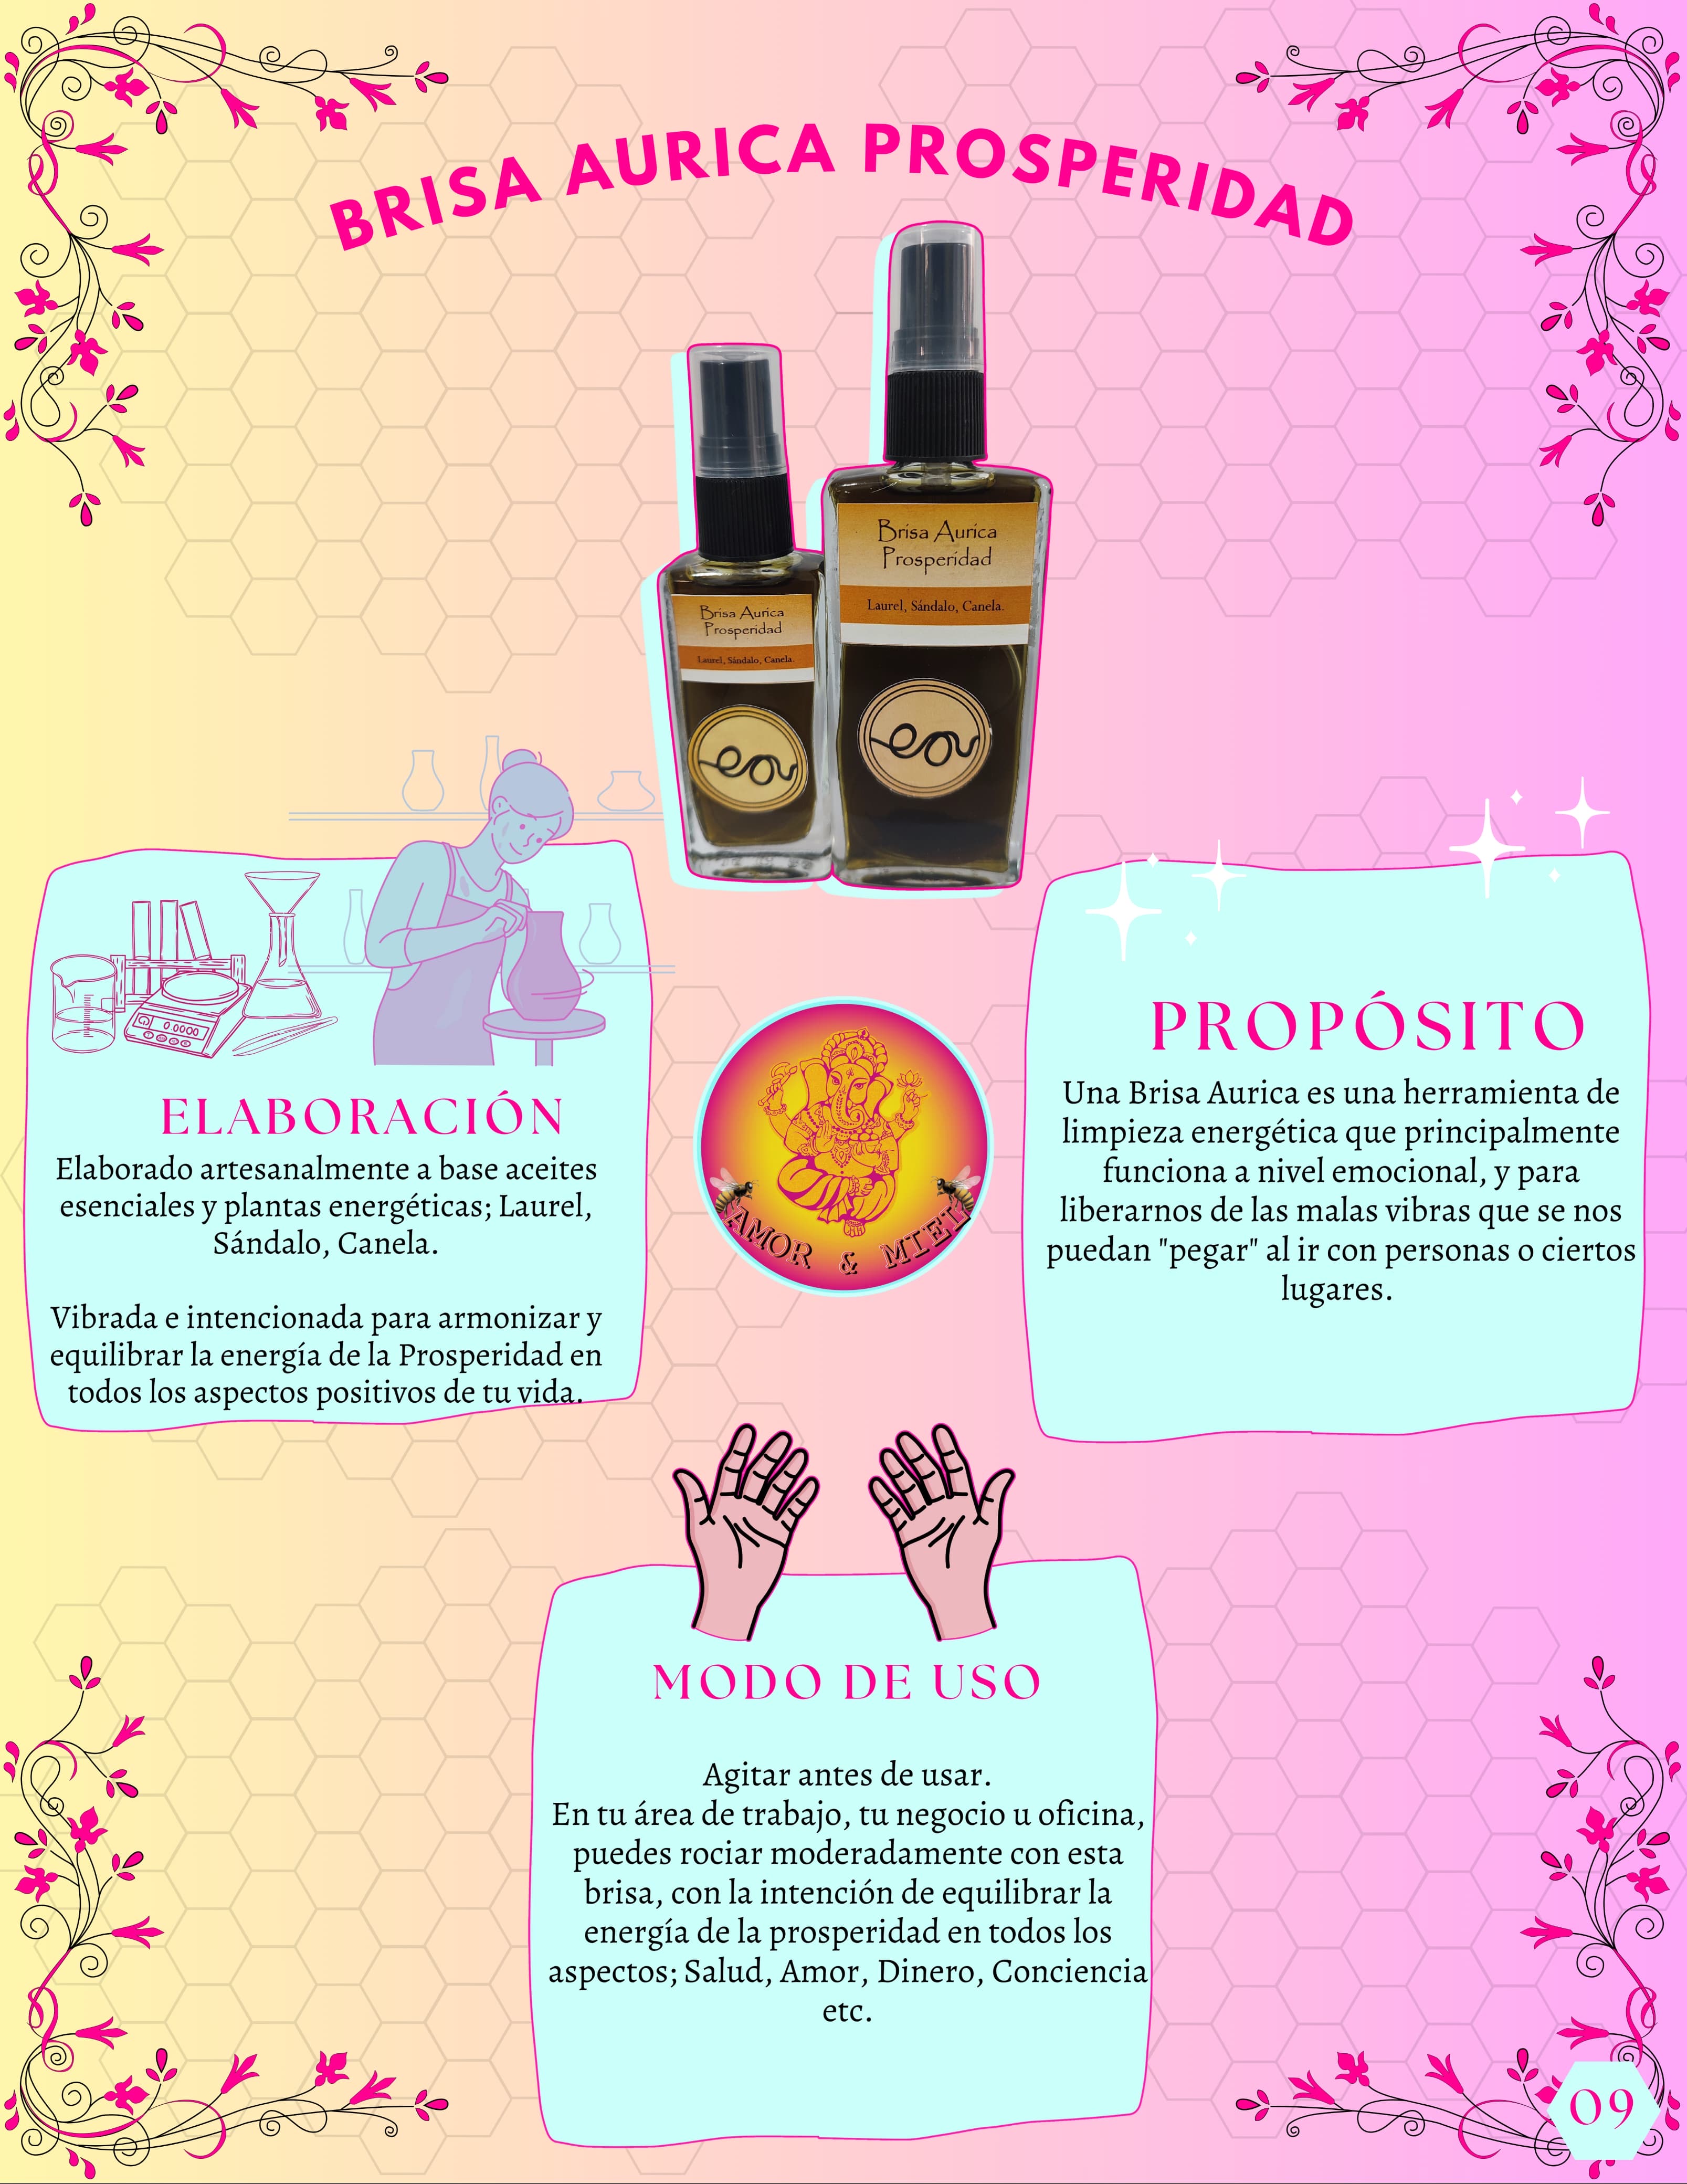 BRISA AURICA PROSPERIDAD
Brisa Aurica
Prosperidad
Laurel, Sándalo, Canela.
Brisa Aurica
Prosperidad
Laurel, Sándalo, Canela.
0.0000
ELABORACIÓN
Elaborado artesanalmente a base aceites
esenciales y plantas energéticas; Laurel,
Sándalo, Canela.
Vibrada e intencionada para armonizar y
equilibrar la energía de la Prosperidad en
todos los aspectos positivos de tu vida.
AMOR & MIEL
PROPÓSITO
Una Brisa Aurica es una herramienta de
limpieza energética que principalmente
funciona a nivel emocional, y para
liberarnos de las malas vibras que se nos
puedan "pegar" al ir con personas o ciertos
lugares.
MODO DE USO
Agitar antes de usar.
En tu área de trabajo, tu negocio u oficina,
puedes rociar moderadamente con esta
brisa, con la intención de equilibrar la
energía de la prosperidad en todos los
aspectos; Salud, Amor, Dinero, Conciencia
etc.
09